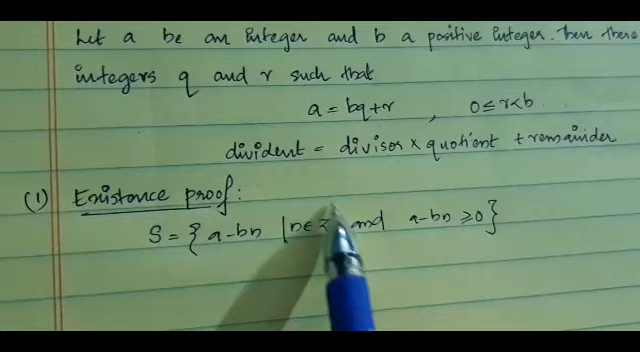 Let a be an integer and b a positive integer. Then there
integers q and r such that
a = bq+r , 0≤r<b
divident = divisor × quotient + remainder
(1) Existance proof:
S = { a-bn | n∈Z and a-bn ≥0}